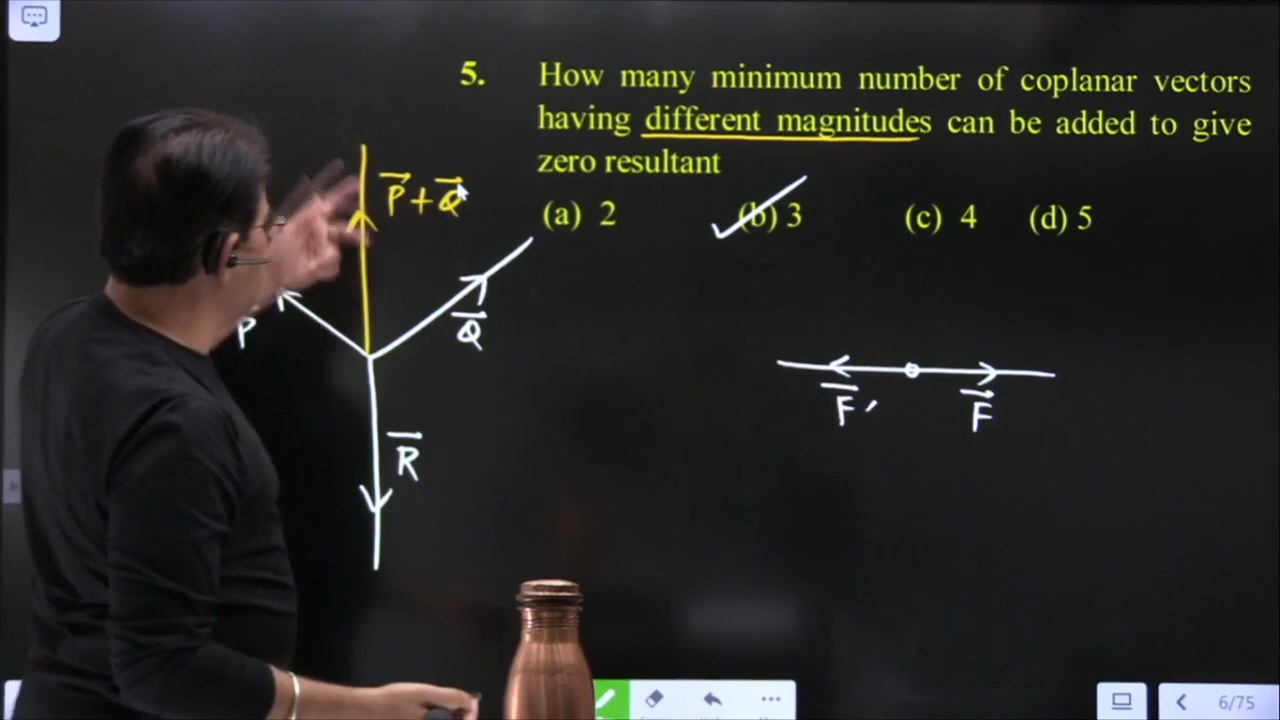 5. How many minimum number of coplanar vectors
having different magnitudes can be added to give
zero resultant
(a) 2 (b) 3 (c) 4 (d) 5
P⃗ + Q⃗
P
Q⃗
R⃗
F⃗ ′
F⃗
6/75